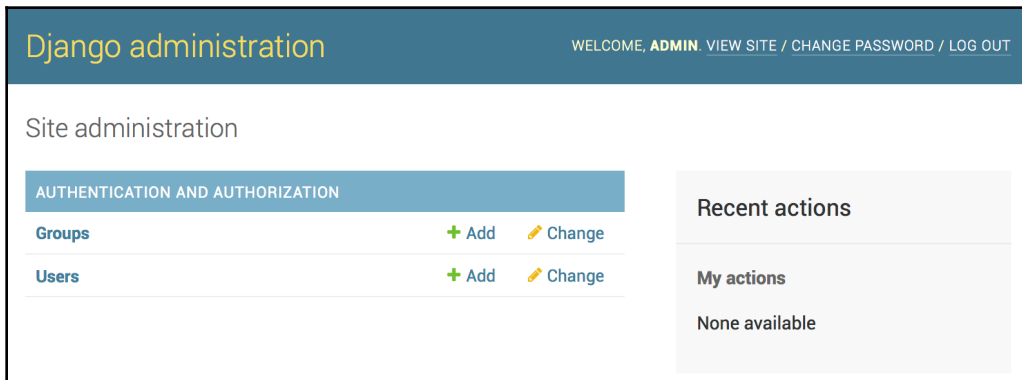 Django administration
WELCOME, ADMIN. VIEW SITE / CHANGE PASSWORD / LOG OUT
Site administration
AUTHENTICATION AND AUTHORIZATION
Groups Add Change
Users Add Change
Recent actions
My actions
None available